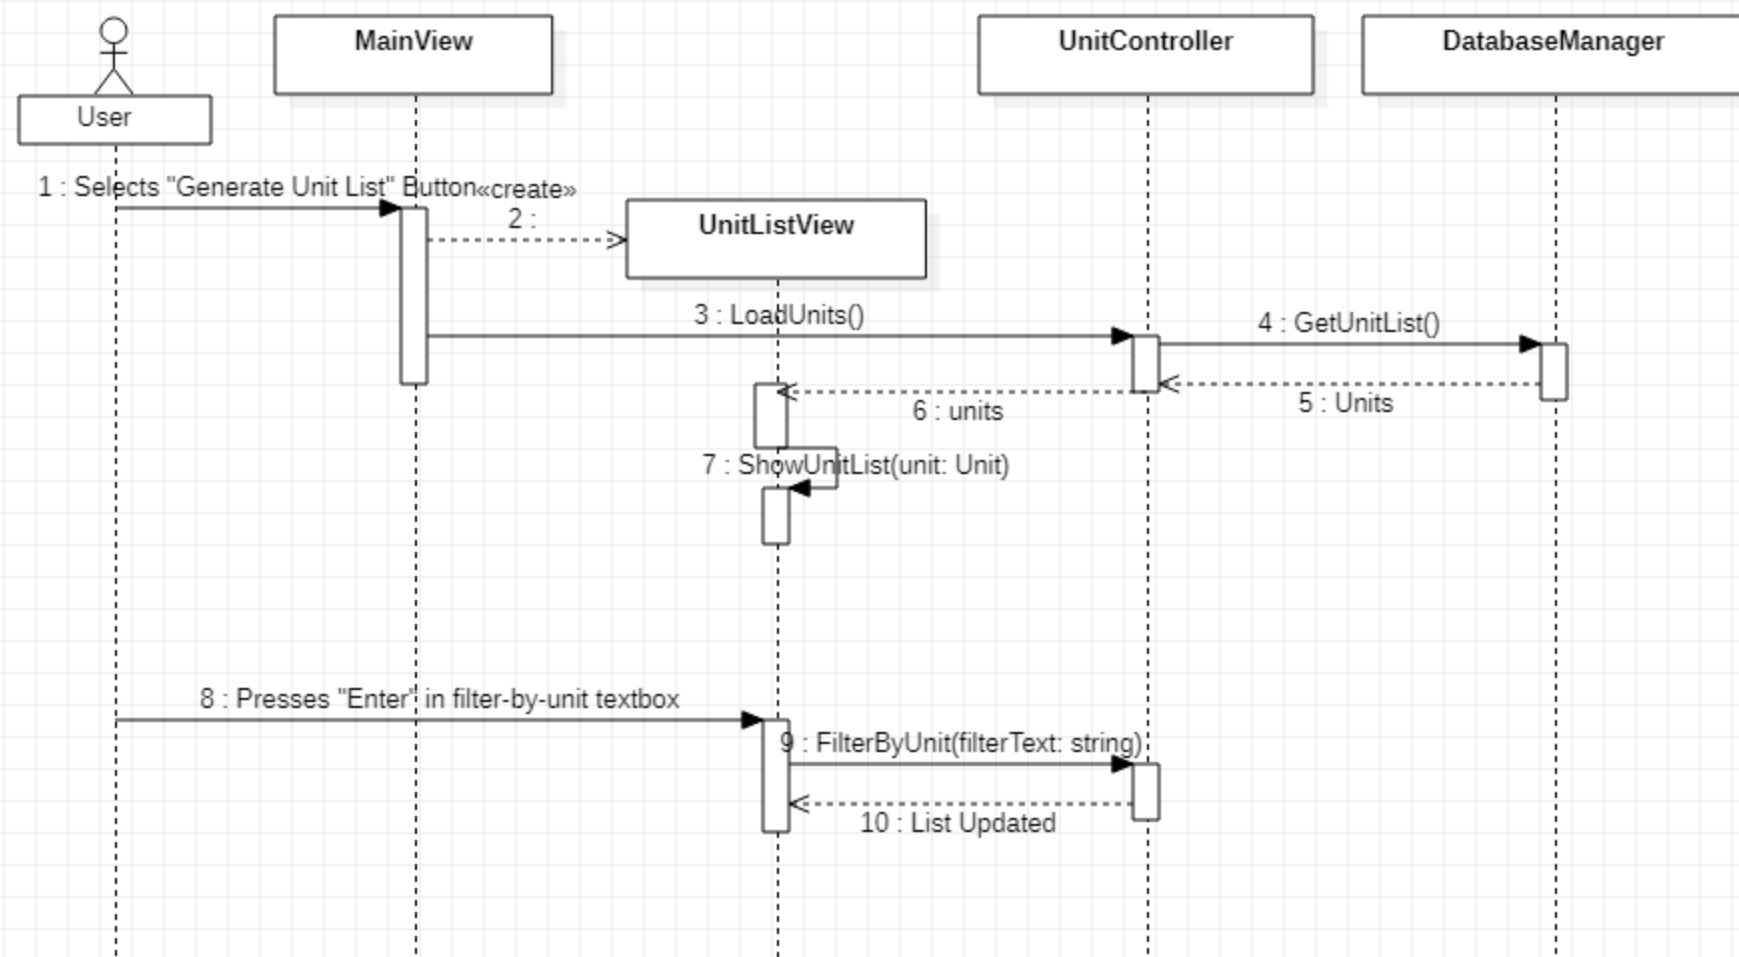 MainView
UnitController
DatabaseManager
User
1 : Selects "Generate Unit List" Button
«create»
2 :
UnitListView
3 : LoadUnits()
4 : GetUnitList()
5 : Units
6 : units
7 : ShowUnitList(unit: Unit)
8 : Presses "Enter" in filter-by-unit textbox
9 : FilterByUnit(filterText: string)
10 : List Updated